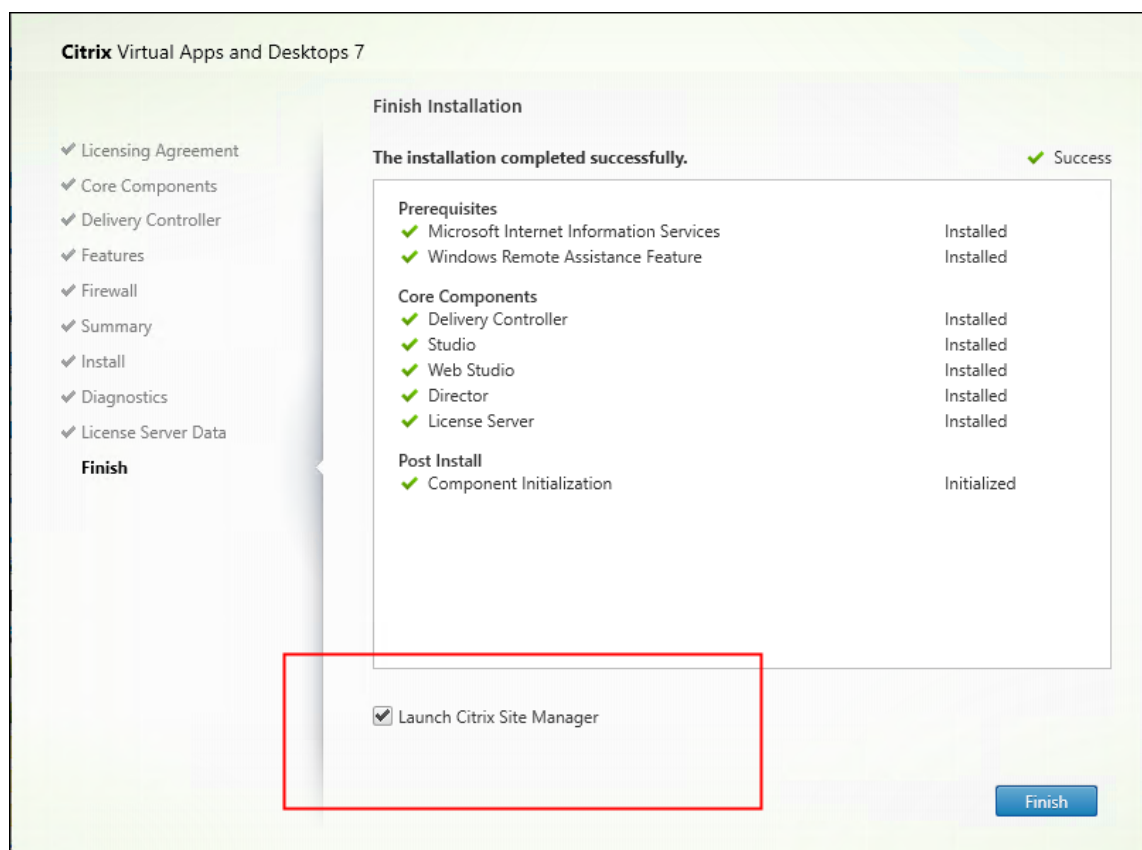 Citrix Virtual Apps and Desktops 7
Licensing Agreement
Core Components
Delivery Controller
Features
Firewall
Summary
Install
Diagnostics
License Server Data
Finish
Finish Installation
The installation completed successfully. Success
Prerequisites
Microsoft Internet Information Services Installed
Windows Remote Assistance Feature Installed
Core Components
Delivery Controller Installed
Studio Installed
Web Studio Installed
Director Installed
License Server Installed
Post Install
Component Initialization Initialized
Launch Citrix Site Manager
Finish